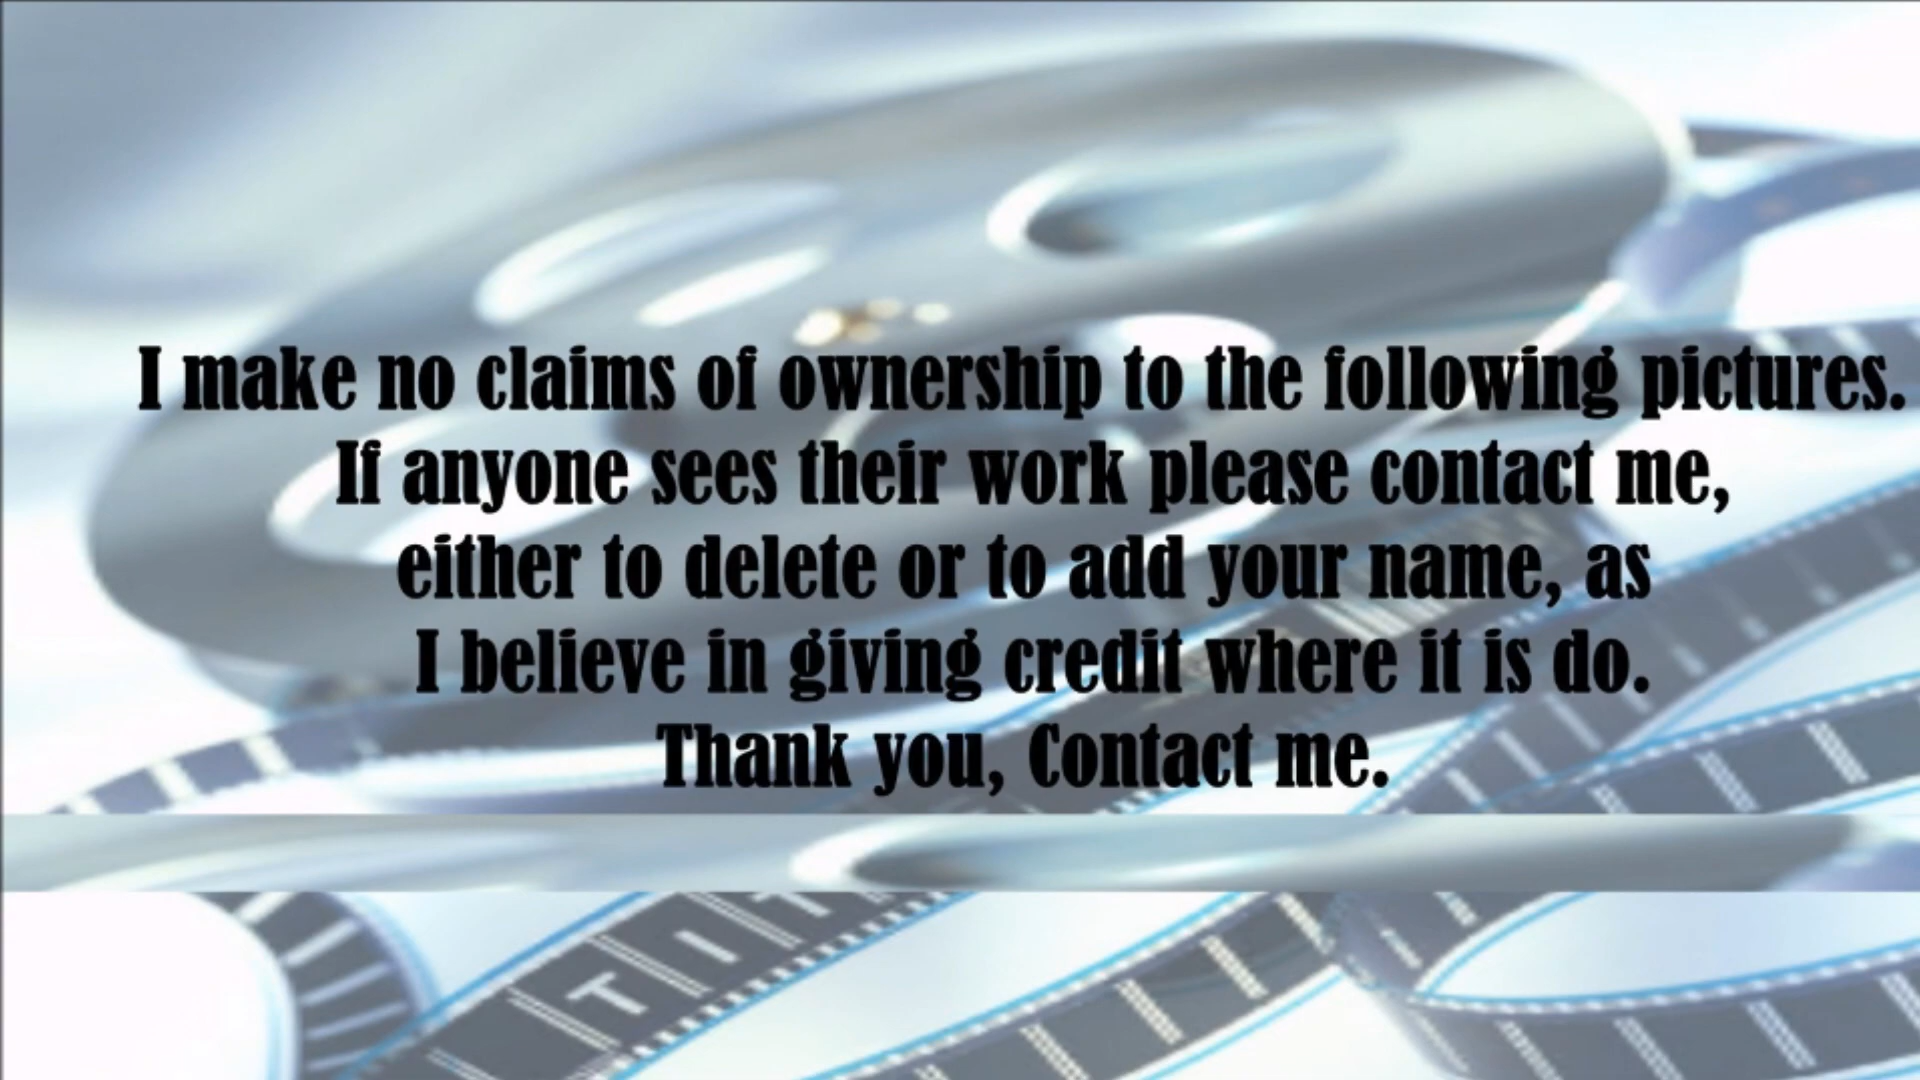 I make no claims of ownership to the following pictures.
If anyone sees their work please contact me,
either to delete or to add your name, as
I believe in giving credit where it is do.
Thank you, Contact me.
TIT